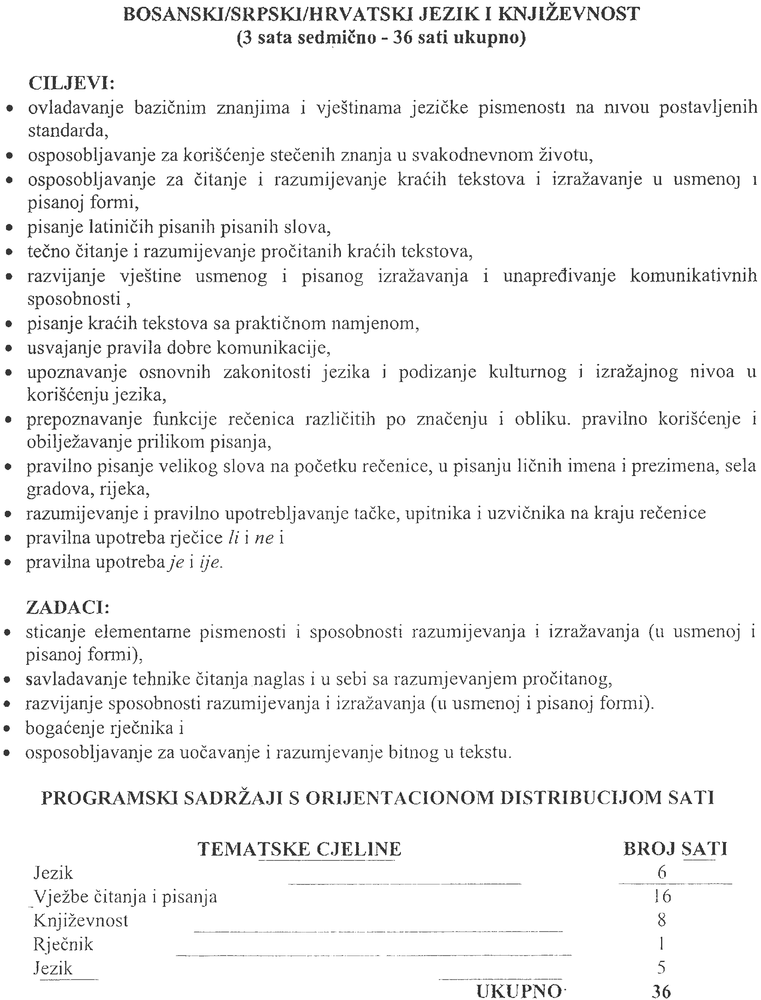 BOSANSKI/SRPSKI/HRVATSKI JEZIK I KNJIŽEVNOST
(3 sata sedmično - 36 sati ukupno)
CILJEVI:
• ovladavanje bazičnim znanjima i vještinama jezičke pismenosti na nivou postavljenih
standarda,
• osposobljavanje za korišćenje stečenih znanja u svakodnevnom životu,
• osposobljavanje za čitanje i razumijevanje kraćih tekstova i izražavanje u usmenoj i
pisanoj formi,
• pisanje latiničih pisanih pisanih slova,
• tečno čitanje i razumijevanje pročitanih kraćih tekstova,
• razvijanje vještine usmenog i pisanog izražavanja i unapređivanje komunikativnih
sposobnosti ,
• pisanje kraćih tekstova sa praktičnom namjenom,
• usvajanje pravila dobre komunikacije,
• upoznavanje osnovnih zakonitosti jezika i podizanje kulturnog i izražajnog nivoa u
korišćenju jezika,
• prepoznavanje funkcije rečenica različitih po značenju i obliku. pravilno korišćenje i
obilježavanje prilikom pisanja,
• pravilno pisanje velikog slova na početku rečenice, u pisanju ličnih imena i prezimena, sela
gradova, rijeka,
• razumijevanje i pravilno upotrebljavanje tačke, upitnika i uzvičnika na kraju rečenice
• pravilna upotreba rječice li i ne i
• pravilna upotreba je i ije.
ZADACI:
• sticanje elementarne pismenosti i sposobnosti razumijevanja i izražavanja (u usmenoj i
pisanoj formi),
• savladavanje tehnike čitanja naglas i u sebi sa razumjevanjem pročitanog,
• razvijanje sposobnosti razumijevanja i izražavanja (u usmenoj i pisanoj formi).
• bogaćenje rječnika i
• osposobljavanje za uočavanje i razumjevanje bitnog u tekstu.
PROGRAMSKI SADRŽAJI S ORIJENTACIONOM DISTRIBUCIJOM SATI
TEMATSKE CJELINE BROJ SATI
Jezik 6
Vježbe čitanja i pisanja 16
Književnost 8
Rječnik 1
Jezik 5
UKUPNO 36